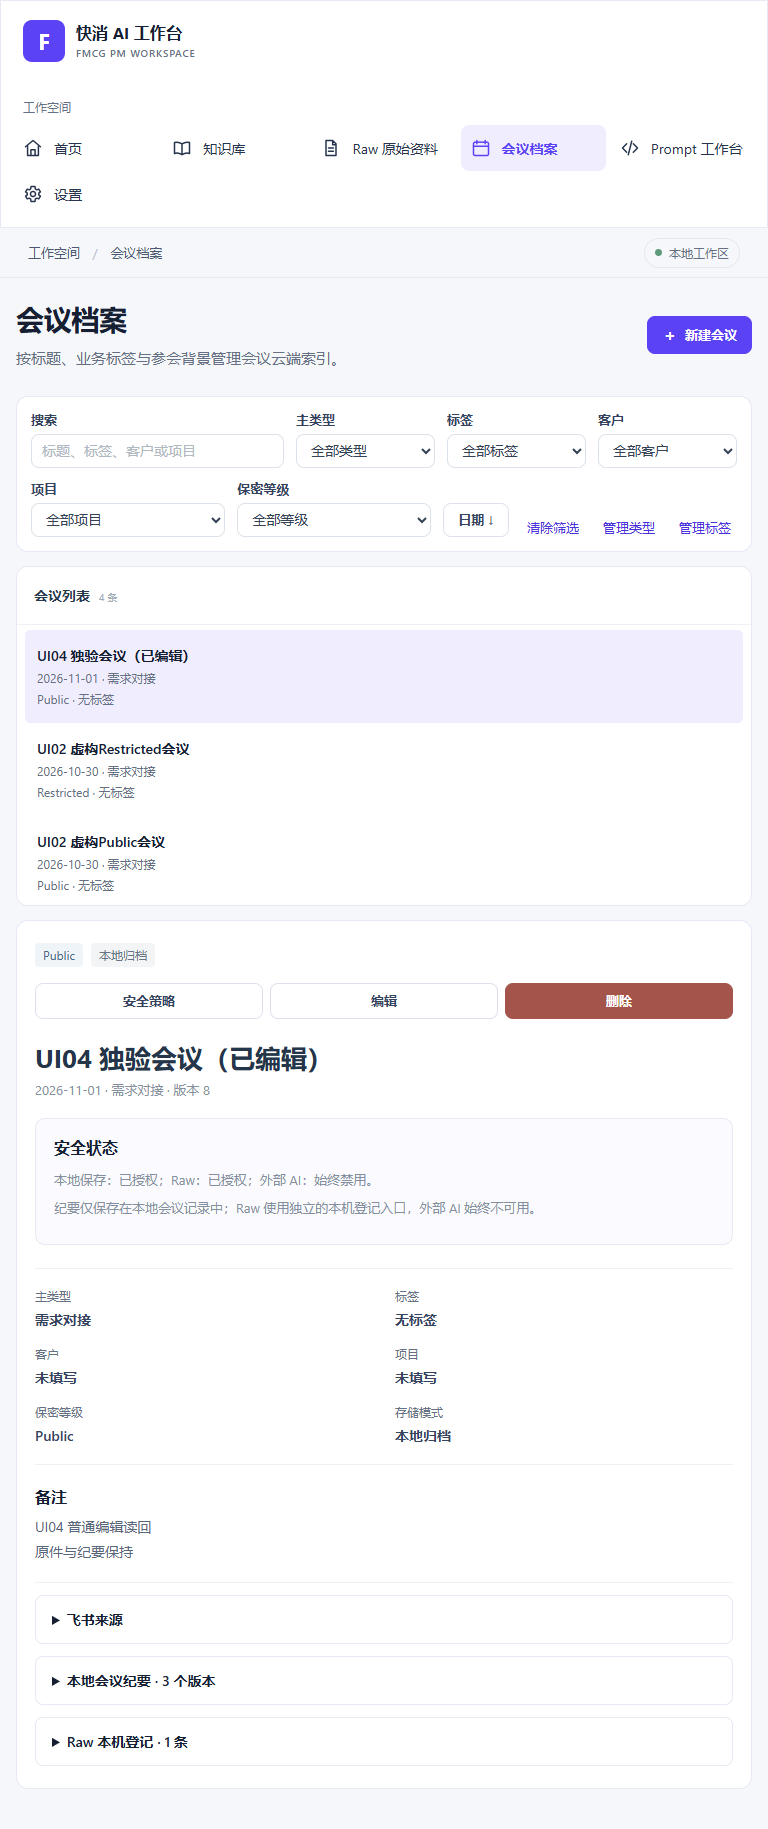 F
快消 AI 工作台
FMCG PM WORKSPACE
工作空间
首页
知识库
Raw 原始资料
会议档案
Prompt 工作台
设置
工作空间 / 会议档案
本地工作区
会议档案
按标题、业务标签与参会背景管理会议云端索引。
+ 新建会议
搜索
标题、标签、客户或项目
主类型
全部类型
标签
全部标签
客户
全部客户
项目
全部项目
保密等级
全部等级
日期 ↓
清除筛选
管理类型
管理标签
会议列表 4 条
UI04 独验会议（已编辑）
2026-11-01 · 需求对接
Public · 无标签
UI02 虚构Restricted会议
2026-10-30 · 需求对接
Restricted · 无标签
UI02 虚构Public会议
2026-10-30 · 需求对接
Public · 无标签
Public
本地归档
安全策略
编辑
删除
UI04 独验会议（已编辑）
2026-11-01 · 需求对接 · 版本 8
安全状态
本地保存：已授权；Raw：已授权；外部 AI：始终禁用。
纪要仅保存在本地会议记录中；Raw 使用独立的本机登记入口，外部 AI 始终不可用。
主类型
需求对接
标签
无标签
客户
未填写
项目
未填写
保密等级
Public
存储模式
本地归档
备注
UI04 普通编辑读回
原件与纪要保持
▶ 飞书来源
▶ 本地会议纪要 · 3 个版本
▶ Raw 本机登记 · 1 条